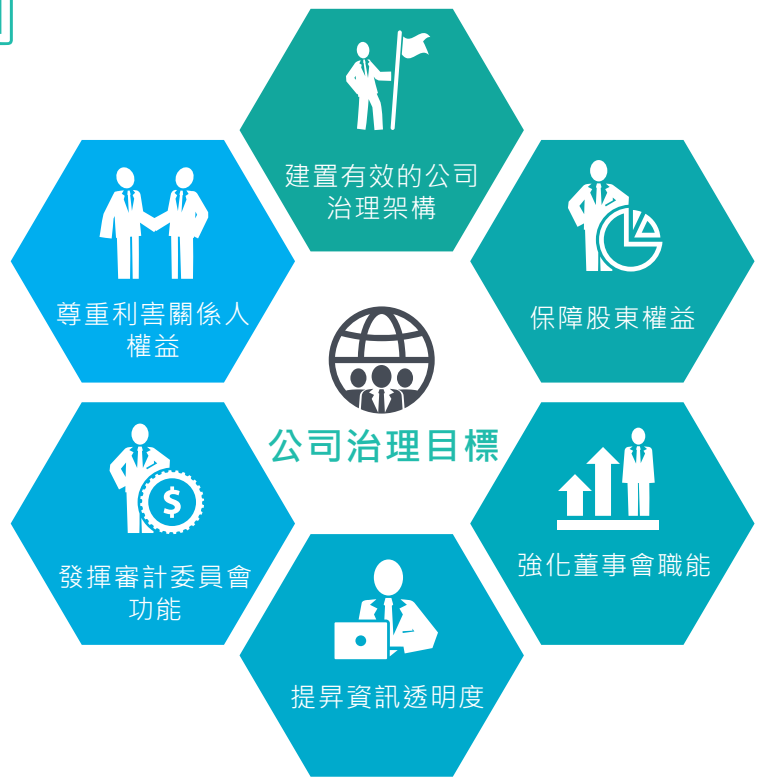 建置有效的公司
治理架構
保障股東權益
強化董事會職能
提昇資訊透明度
發揮審計委員會
功能
尊重利害關係人
權益
公司治理目標
$